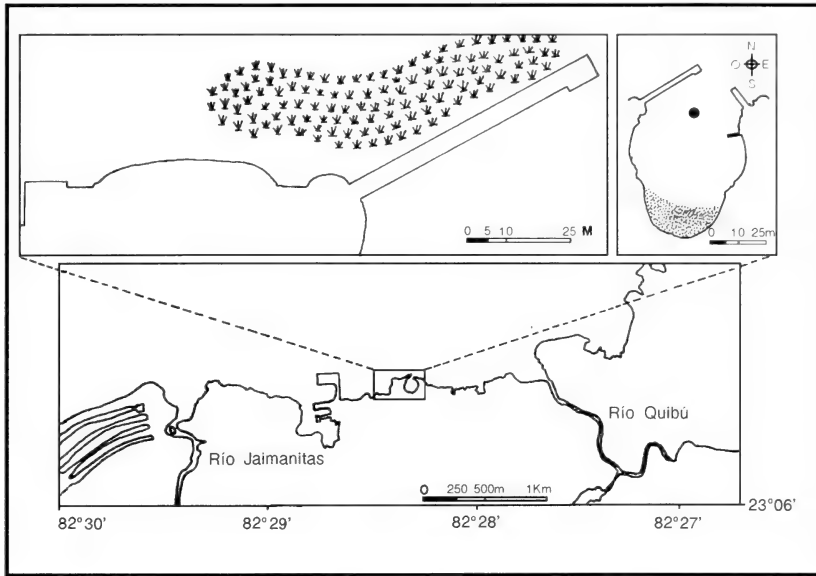 N
O E
S
0 5 10 25 M
0 10 25m
Río Quibú
Río Jaimanitas
0 250 500m 1Km
23°06'
82°30' 82°29' 82°28' 82°27'